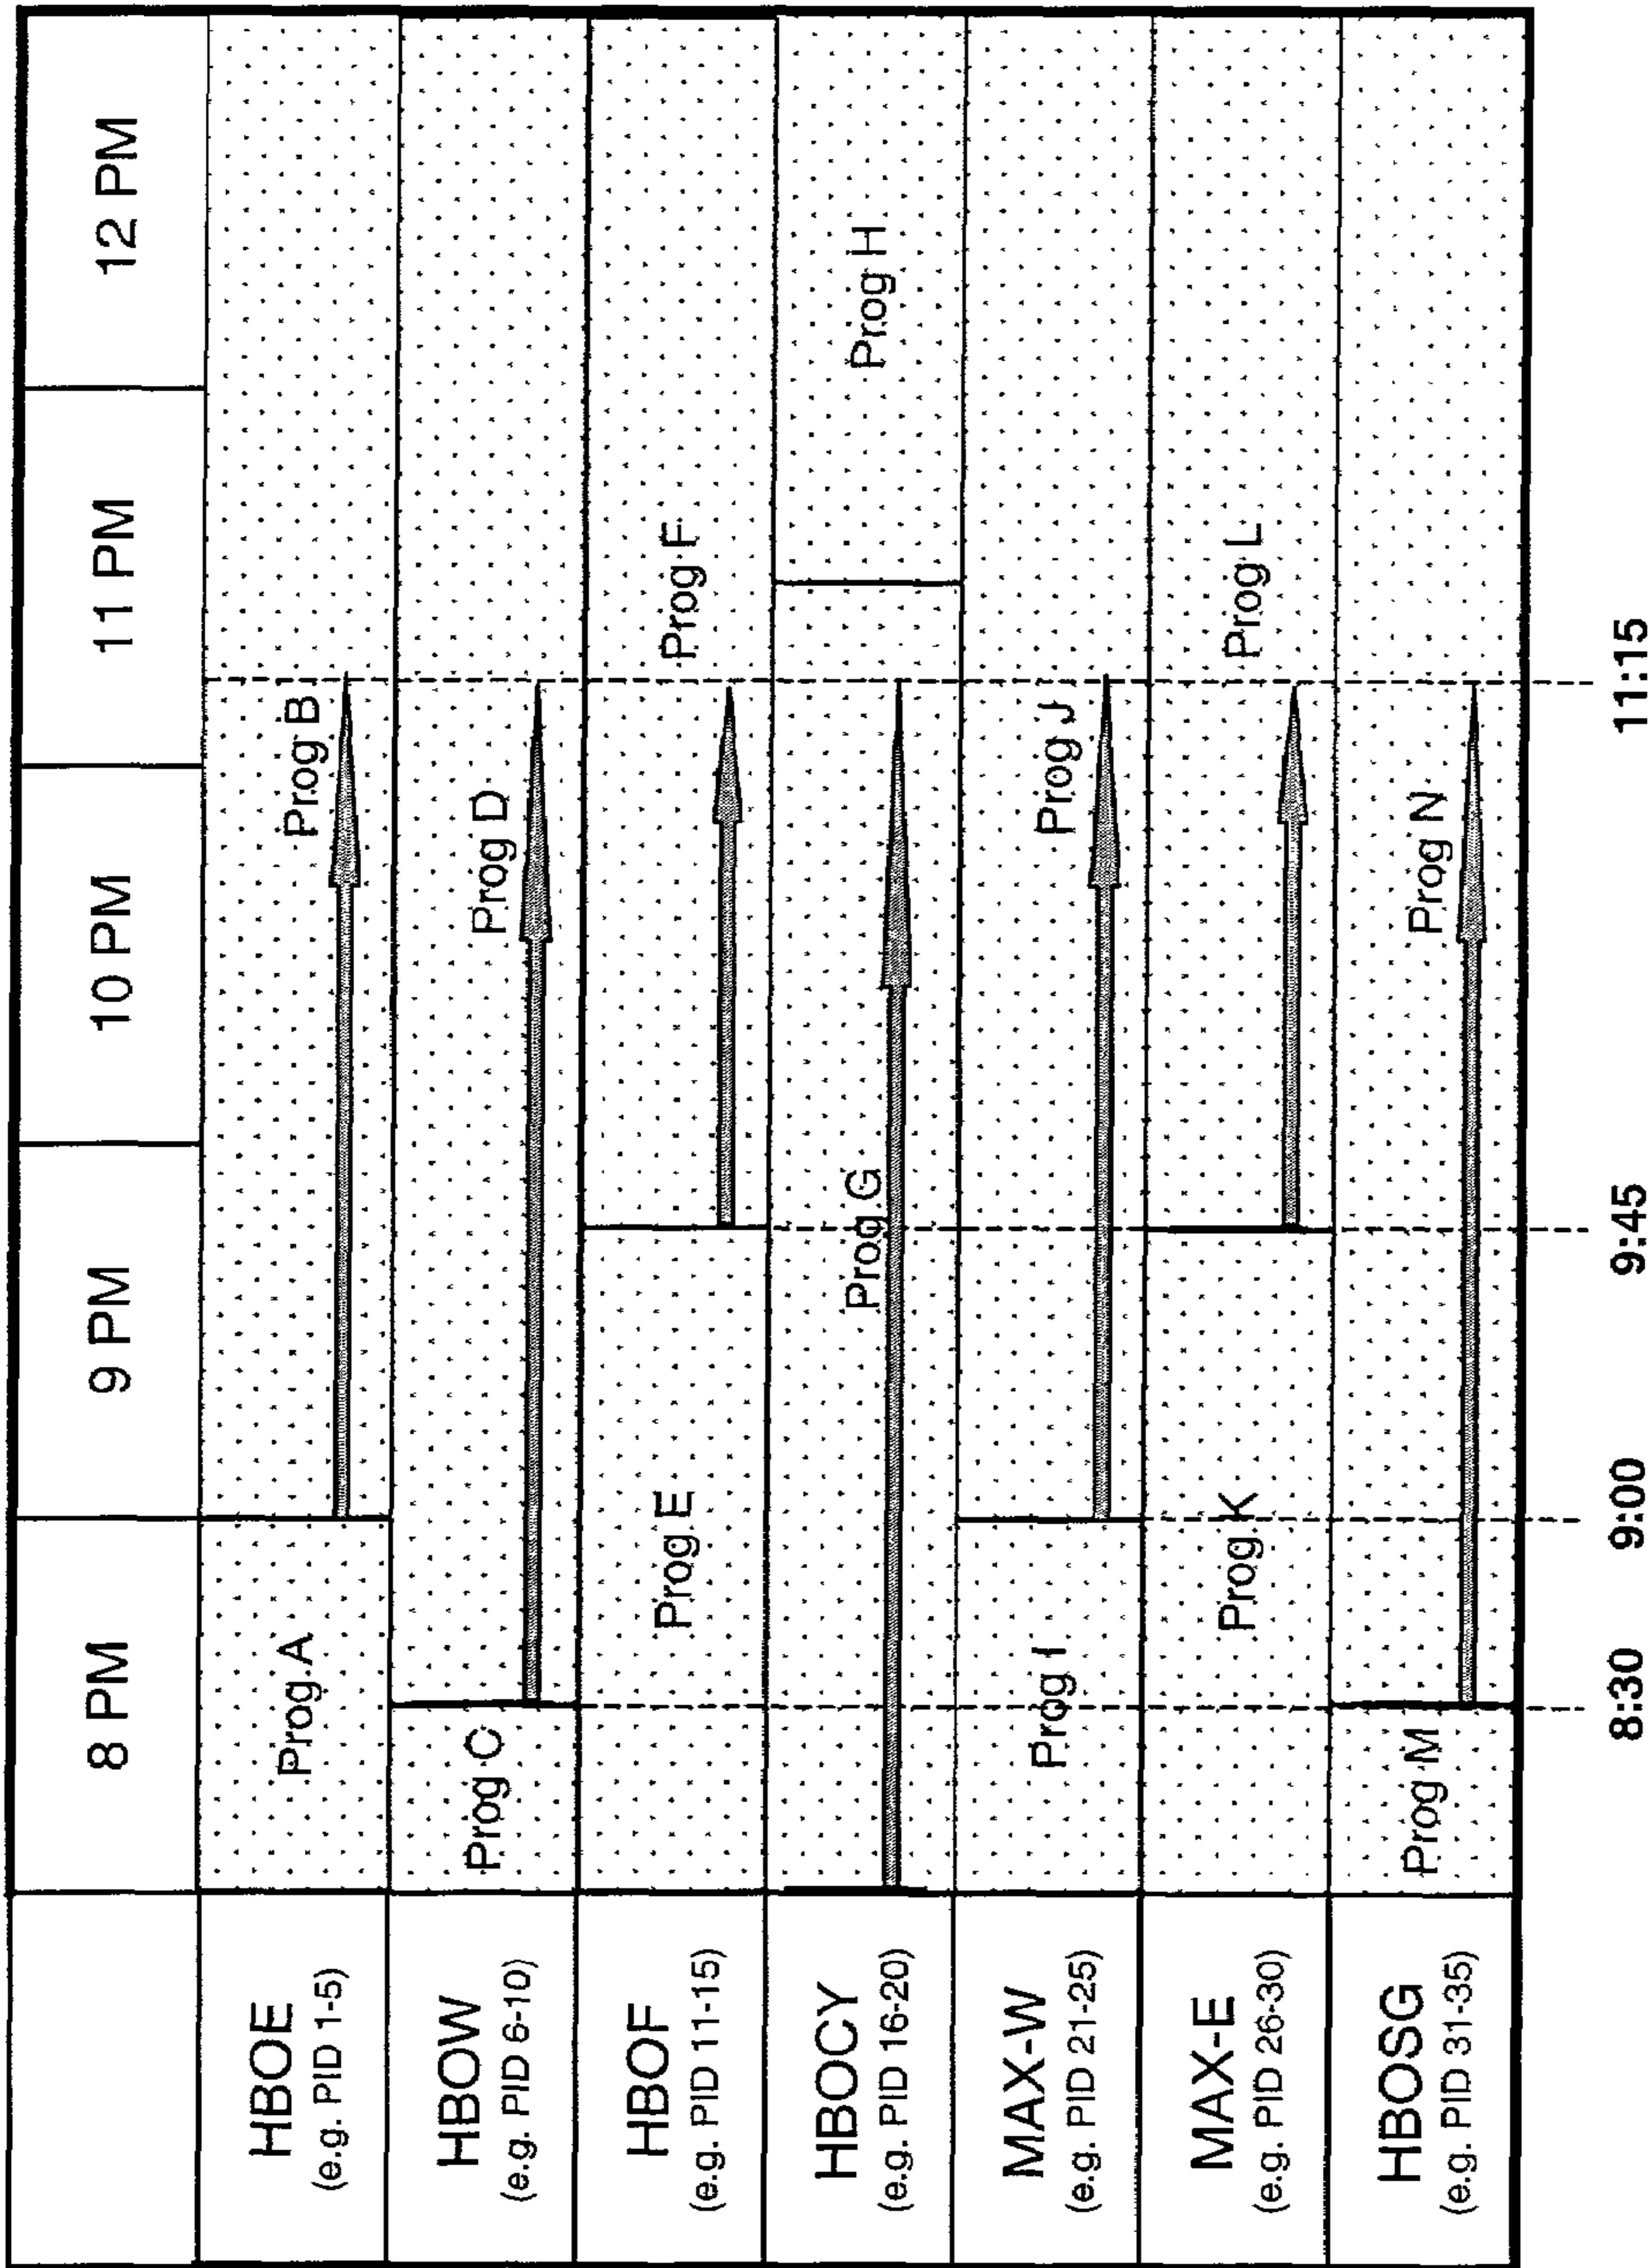 8 PM
9 PM
10 PM
11 PM
12 PM
HBOE
(e.g. PID 1-5)
Prog A
Prog B
HBOW
(e.g. PID 6-10)
Prog C
Prog D
HBOF
(e.g. PID 11-15)
Prog E
Prog F
HBOCY
(e.g. PID 16-20)
Prog G
Prog H
MAX-W
(e.g. PID 21-25)
Prog I
Prog J
MAX-E
(e.g. PID 26-30)
Prog K
Prog L
HBOSG
(e.g. PID 31-35)
Prog M
Prog N
8:30
9:00
9:45
11:15